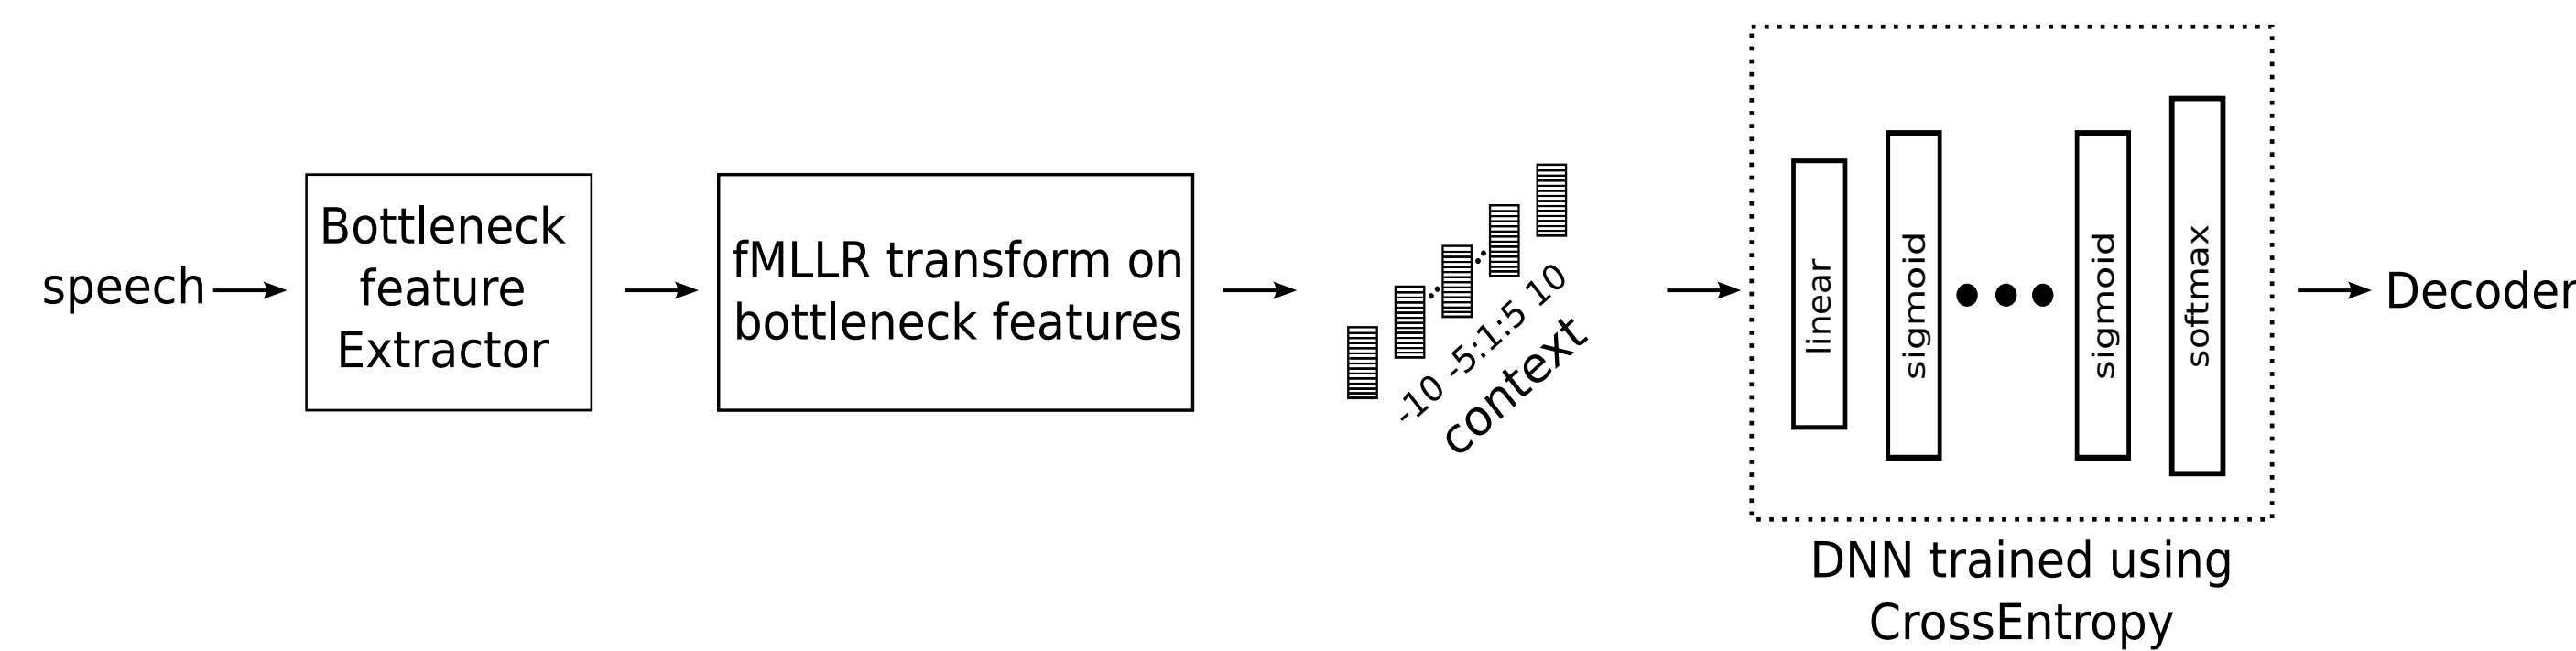 speech
Bottleneck
feature
Extractor
fMLLR transform on
bottleneck features
-10 -5:1:5 10
context
linear
sigmoid
sigmoid
softmax
DNN trained using
CrossEntropy
Decoder